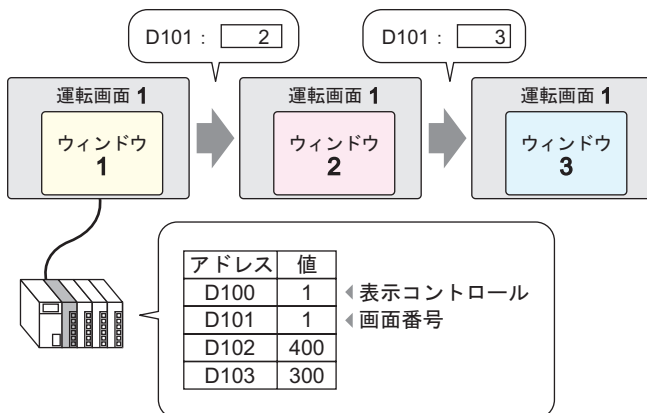 D101 : 2
D101 : 3
運転画面 1
ウィンドウ
1
運転画面 1
ウィンドウ
2
運転画面 1
ウィンドウ
3
アドレス 値
D100 1 表示コントロール
D101 1 画面番号
D102 400
D103 300